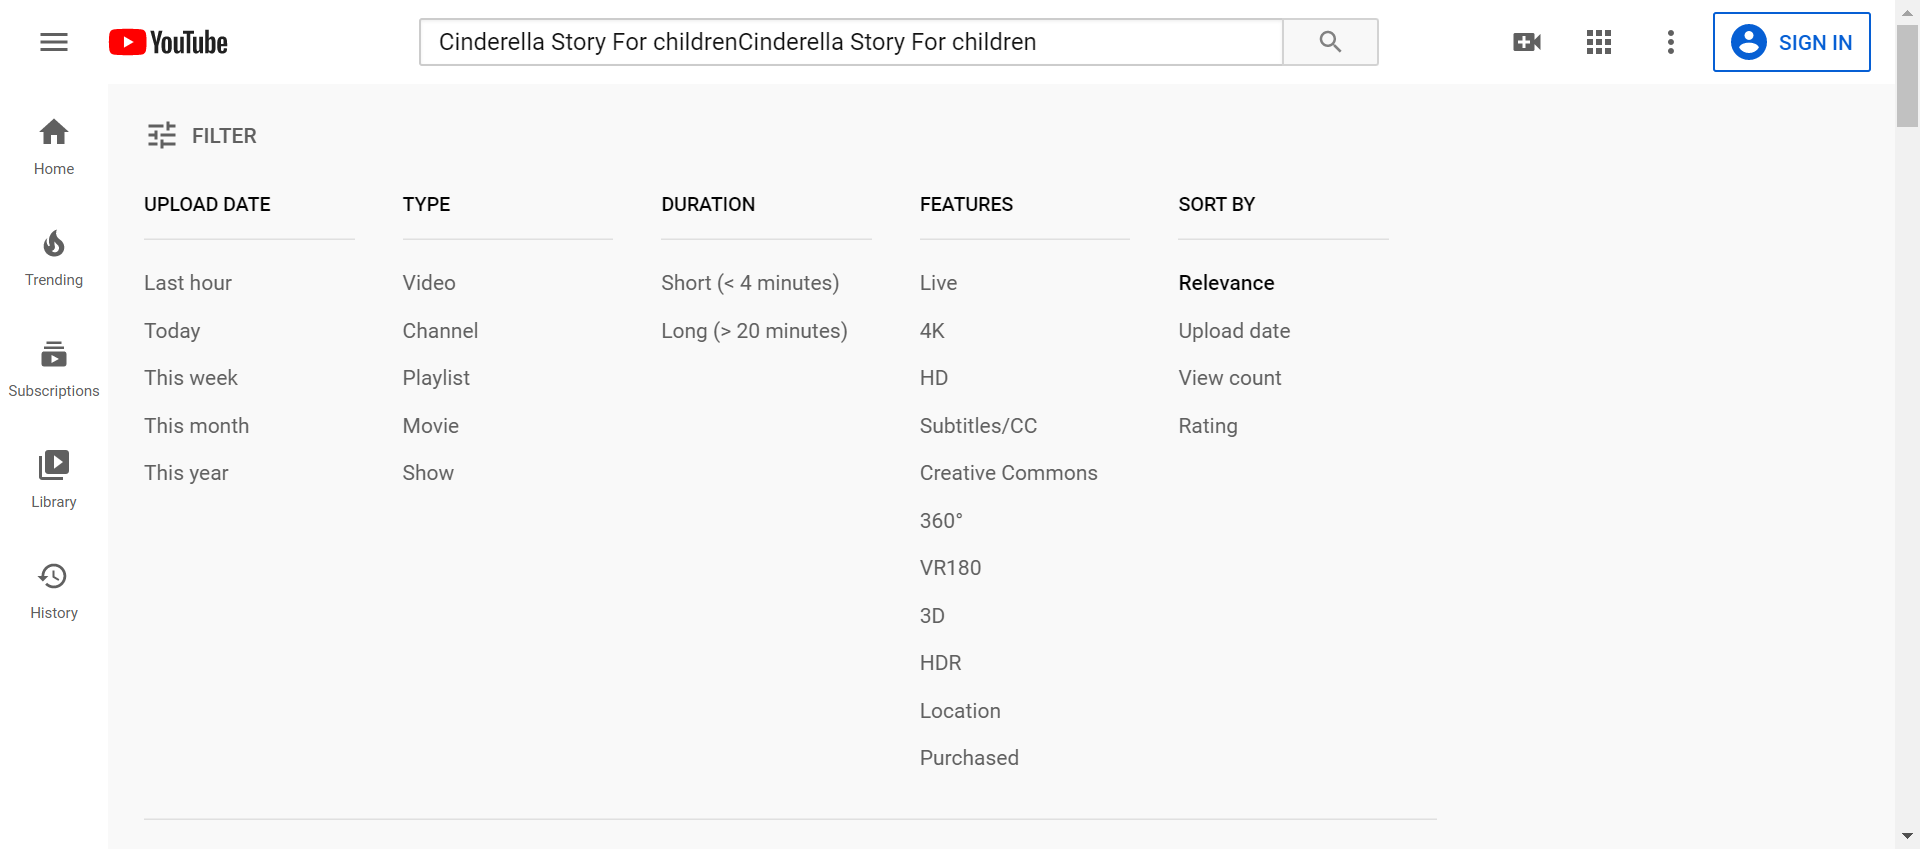 YouTube
Cinderella Story For childrenCinderella Story For children
SIGN IN
Home
Trending
Subscriptions
Library
History
FILTER
UPLOAD DATE
Last hour
Today
This week
This month
This year
TYPE
Video
Channel
Playlist
Movie
Show
DURATION
Short (< 4 minutes)
Long (> 20 minutes)
FEATURES
Live
4K
HD
Subtitles/CC
Creative Commons
360°
VR180
3D
HDR
Location
Purchased
SORT BY
Relevance
Upload date
View count
Rating